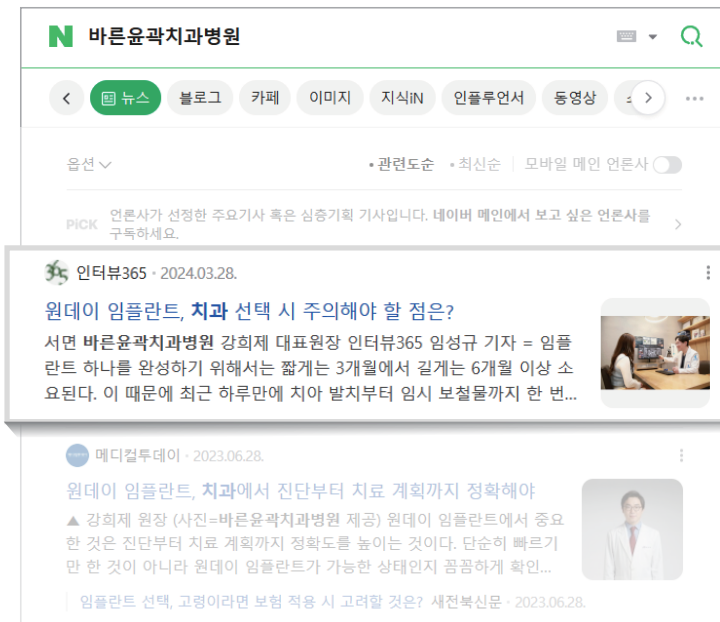 N 바른윤곽치과병원
뉴스 블로그 카페 이미지 지식iN 인플루언서 동영상
옵션 • 관련도순 • 최신순 모바일 메인 언론사
PiCK 언론사가 선정한 주요기사 혹은 심층기획 기사입니다. 네이버 메인에서 보고 싶은 언론사를
구독하세요.
365 인터뷰365 · 2024.03.28.
원데이 임플란트, 치과 선택 시 주의해야 할 점은?
서면 바른윤곽치과병원 강희제 대표원장 인터뷰365 임성규 기자 = 임플
란트 하나를 완성하기 위해서는 짧게는 3개월에서 길게는 6개월 이상 소
요된다. 이 때문에 최근 하루만에 치아 발치부터 임시 보철물까지 한 번...
메디컬투데이 · 2023.06.28.
원데이 임플란트, 치과에서 진단부터 치료 계획까지 정확해야
▲ 강희제 원장 (사진=바른윤곽치과병원 제공) 원데이 임플란트에서 중요
한 것은 진단부터 치료 계획까지 정확도를 높이는 것이다. 단순히 빠르기
만 한 것이 아니라 원데이 임플란트가 가능한 상태인지 꼼꼼하게 확인...
임플란트 선택, 고령이라면 보험 적용 시 고려할 것은? 새전북신문 · 2023.06.28.